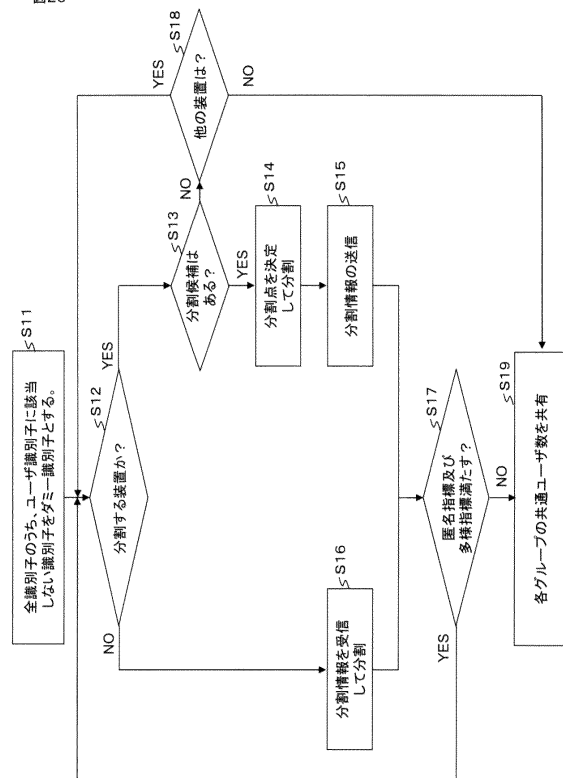 S11
全識別子のうち、ユーザ識別子に該当
しない識別子をダミー識別子とする。
S12
分割する装置か？
YES
NO
S13
分割候補は
ある？
NO
YES
S18
他の装置は？
YES
NO
S14
分割点を決定
して分割
S15
分割情報の送信
S16
分割情報を受信
して分割
S17
匿名指標及び
多様指標満たす？
YES
NO
S19
各グループの共通ユーザ数を共有